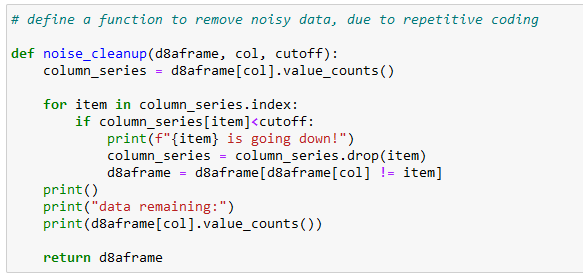 # define a function to remove noisy data, due to repetitive coding
def noise_cleanup(d8aframe, col, cutoff):
    column_series = d8aframe[col].value_counts()
    for item in column_series.index:
        if column_series[item]<cutoff:
            print(f"{item} is going down!")
            column_series = column_series.drop(item)
            d8aframe = d8aframe[d8aframe[col] != item]
    print()
    print("data remaining:")
    print(d8aframe[col].value_counts())
    return d8aframe